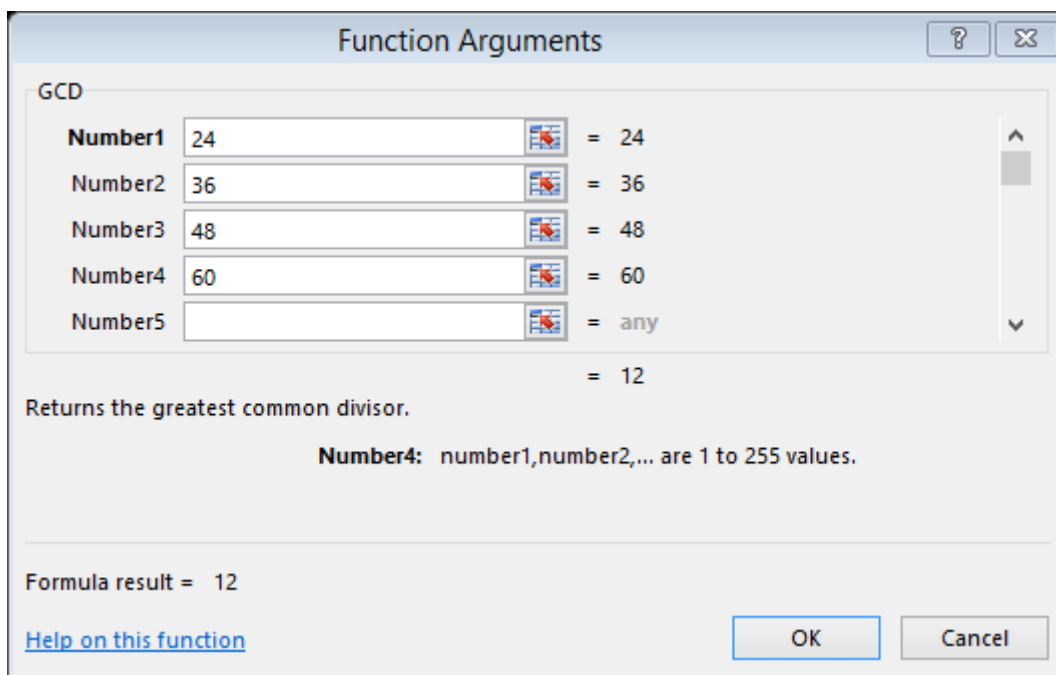 Function Arguments
GCD
Number1 24 = 24
Number2 36 = 36
Number3 48 = 48
Number4 60 = 60
Number5 = any
= 12
Returns the greatest common divisor.
Number4: number1,number2,... are 1 to 255 values.
Formula result = 12
Help on this function OK Cancel